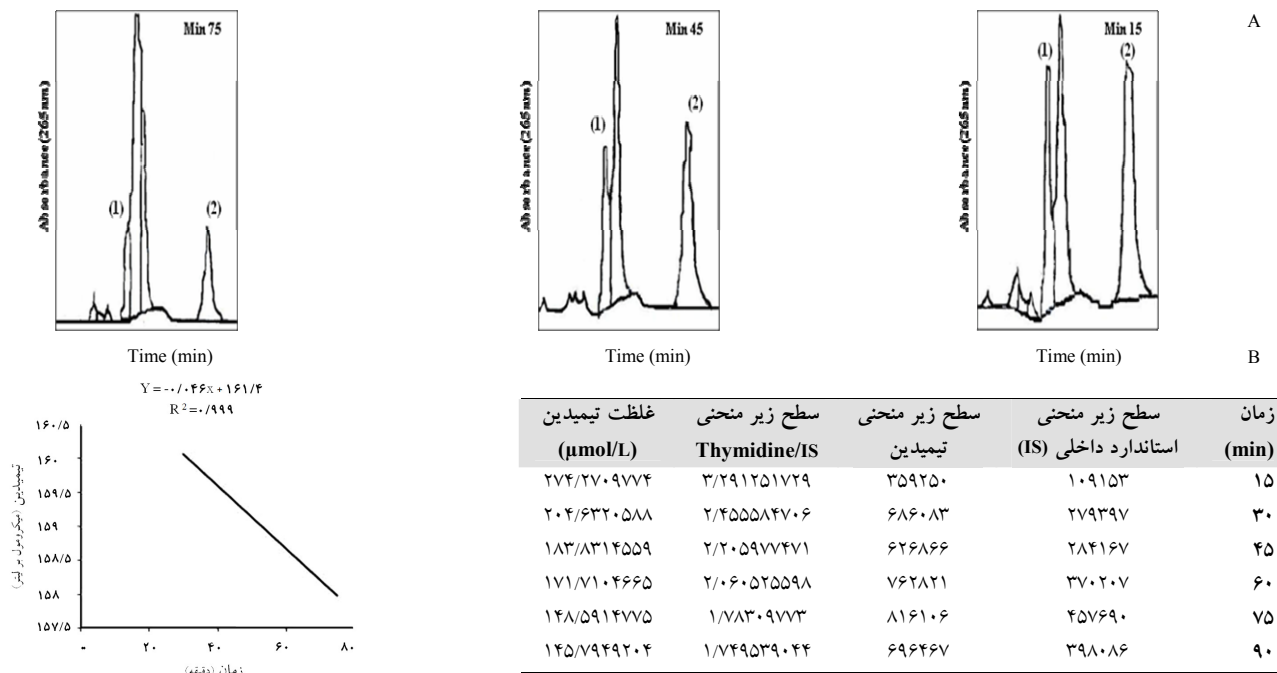 A
Min 75
(1)
(2)
Absorbance (265 nm)
Time (min)
Min 45
(1)
(2)
Absorbance (265 nm)
Time (min)
Min 15
(1)
(2)
Absorbance (265 nm)
Time (min)
B
Y = -۰/۰۴۶x + ۱۶۱/۴
R² = ۰/۹۹۹
۱۶۰/۵
۱۶۰
۱۵۹/۵
۱۵۹
۱۵۸/۵
۱۵۸
۱۵۷/۵
تیمیدین (میکرومول بر لیتر)
۰ ۲۰ ۴۰ ۶۰ ۸۰
زمان (دقیقه)
زمان (min) سطح زیر منحنی استاندارد داخلی (IS) سطح زیر منحنی تیمیدین سطح زیر منحنی Thymidine/IS غلظت تیمیدین (µmol/L)
۱۵ ۱۰۹۱۵۳ ۳۵۹۲۵۰ ۳/۲۹۱۲۵۱۷۲۹ ۲۷۴/۲۷۰۹۷۷۴
۳۰ ۲۷۹۳۹۷ ۶۸۶۰۸۳ ۲/۴۵۵۵۸۴۷۰۶ ۲۰۴/۶۳۲۰۵۸۸
۴۵ ۲۸۴۱۶۷ ۶۲۶۸۶۶ ۲/۲۰۵۹۷۷۴۷۱ ۱۸۳/۸۳۱۴۵۵۹
۶۰ ۳۷۰۲۰۷ ۷۶۲۸۲۱ ۲/۰۶۰۵۲۵۵۹۸ ۱۷۱/۷۱۰۴۶۶۵
۷۵ ۴۵۷۶۹۰ ۸۱۶۱۰۶ ۱/۷۸۳۰۹۷۷۳ ۱۴۸/۵۹۱۴۷۷۵
۹۰ ۳۹۸۰۸۶ ۶۹۶۴۶۷ ۱/۷۴۹۵۳۹۰۴۴ ۱۴۵/۷۹۴۹۲۰۴